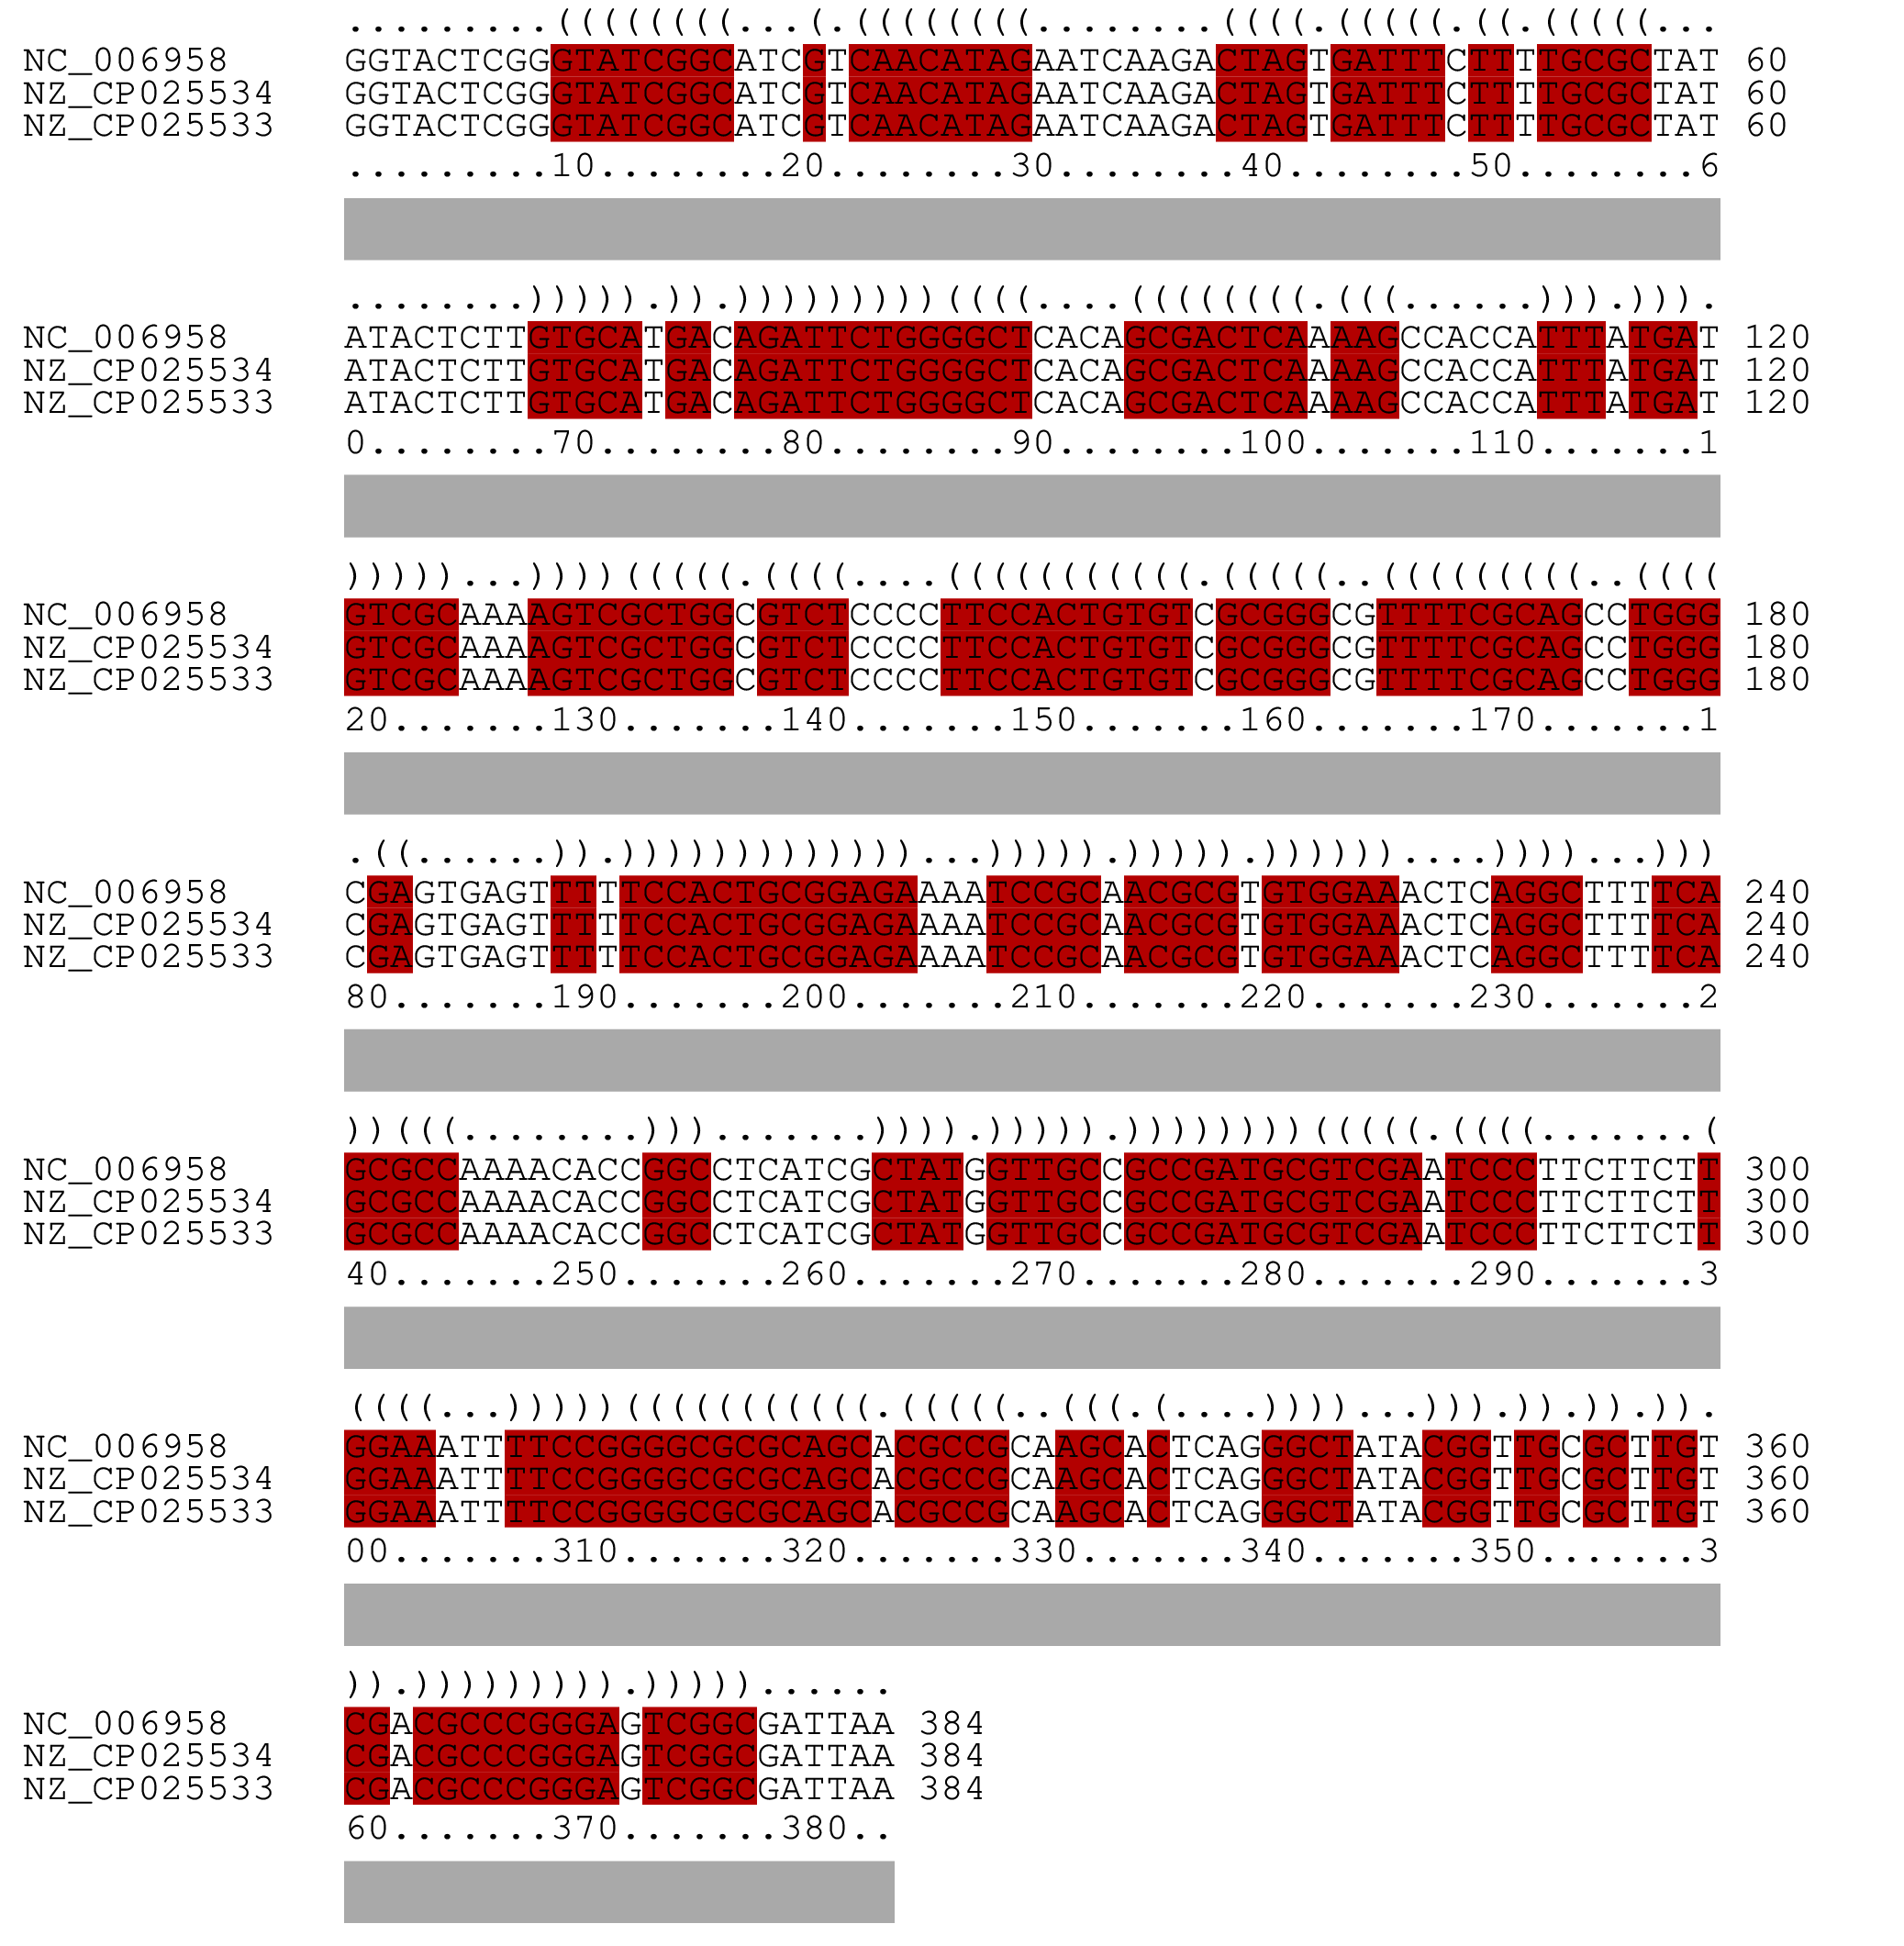 .........((((((((...(.((((((((........((((.(((((.((.(((((...
NC_006958 GGTACTCGGGTATCGGCATCGTCAACATAGAATCAAGACTAGTGATTTCTTTTGCGCTAT 60
NZ_CP025534 GGTACTCGGGTATCGGCATCGTCAACATAGAATCAAGACTAGTGATTTCTTTTGCGCTAT 60
NZ_CP025533 GGTACTCGGGTATCGGCATCGTCAACATAGAATCAAGACTAGTGATTTCTTTTGCGCTAT 60
.........10........20........30........40........50........6
........))))).)).)))))))))((((....((((((((.(((......))).))).
NC_006958 ATACTCTTGTGCATGACAGATTCTGGGGCTCACAGCGACTCAAAAGCCACCATTTATGAT 120
NZ_CP025534 ATACTCTTGTGCATGACAGATTCTGGGGCTCACAGCGACTCAAAAGCCACCATTTATGAT 120
NZ_CP025533 ATACTCTTGTGCATGACAGATTCTGGGGCTCACAGCGACTCAAAAGCCACCATTTATGAT 120
0........70........80........90........100.......110.......1
)))))...))))(((((.((((....(((((((((((.(((((..(((((((((..((((
NC_006958 GTCGCAAAAGTCGCTGGCGTCTCCCCTTCCACTGTGTCGCGGGCGTTTTCGCAGCCTGGG 180
NZ_CP025534 GTCGCAAAAGTCGCTGGCGTCTCCCCTTCCACTGTGTCGCGGGCGTTTTCGCAGCCTGGG 180
NZ_CP025533 GTCGCAAAAGTCGCTGGCGTCTCCCCTTCCACTGTGTCGCGGGCGTTTTCGCAGCCTGGG 180
20.......130.......140.......150.......160.......170.......1
.((......)).)))))))))))))...))))).))))).))))))....))))...)))
NC_006958 CGAGTGAGTTTTTCCACTGCGGAGAAAATCCGCAACGCGTGTGGAAACTCAGGCTTTTCA 240
NZ_CP025534 CGAGTGAGTTTTTCCACTGCGGAGAAAATCCGCAACGCGTGTGGAAACTCAGGCTTTTCA 240
NZ_CP025533 CGAGTGAGTTTTTCCACTGCGGAGAAAATCCGCAACGCGTGTGGAAACTCAGGCTTTTCA 240
80.......190.......200.......210.......220.......230.......2
))(((........))).......)))).))))).))))))))(((((.((((.......(
NC_006958 GCGCCAAAACACCGGCCTCATCGCTATGGTTGCCGCCGATGCGTCGAATCCCTTCTTCTT 300
NZ_CP025534 GCGCCAAAACACCGGCCTCATCGCTATGGTTGCCGCCGATGCGTCGAATCCCTTCTTCTT 300
NZ_CP025533 GCGCCAAAACACCGGCCTCATCGCTATGGTTGCCGCCGATGCGTCGAATCCCTTCTTCTT 300
40.......250.......260.......270.......280.......290.......3
((((...)))))(((((((((((.(((((..(((.(....))))...))).)).)).)).
NC_006958 GGAAATTTTCCGGGGCGCGCAGCACGCCGCAAGCACTCAGGGCTATACGGTTGCGCTTGT 360
NZ_CP025534 GGAAATTTTCCGGGGCGCGCAGCACGCCGCAAGCACTCAGGGCTATACGGTTGCGCTTGT 360
NZ_CP025533 GGAAATTTTCCGGGGCGCGCAGCACGCCGCAAGCACTCAGGGCTATACGGTTGCGCTTGT 360
00.......310.......320.......330.......340.......350.......3
)).))))))))).)))))......
NC_006958 CGACGCCCGGGAGTCGGCGATTAA 384
NZ_CP025534 CGACGCCCGGGAGTCGGCGATTAA 384
NZ_CP025533 CGACGCCCGGGAGTCGGCGATTAA 384
60.......370.......380..